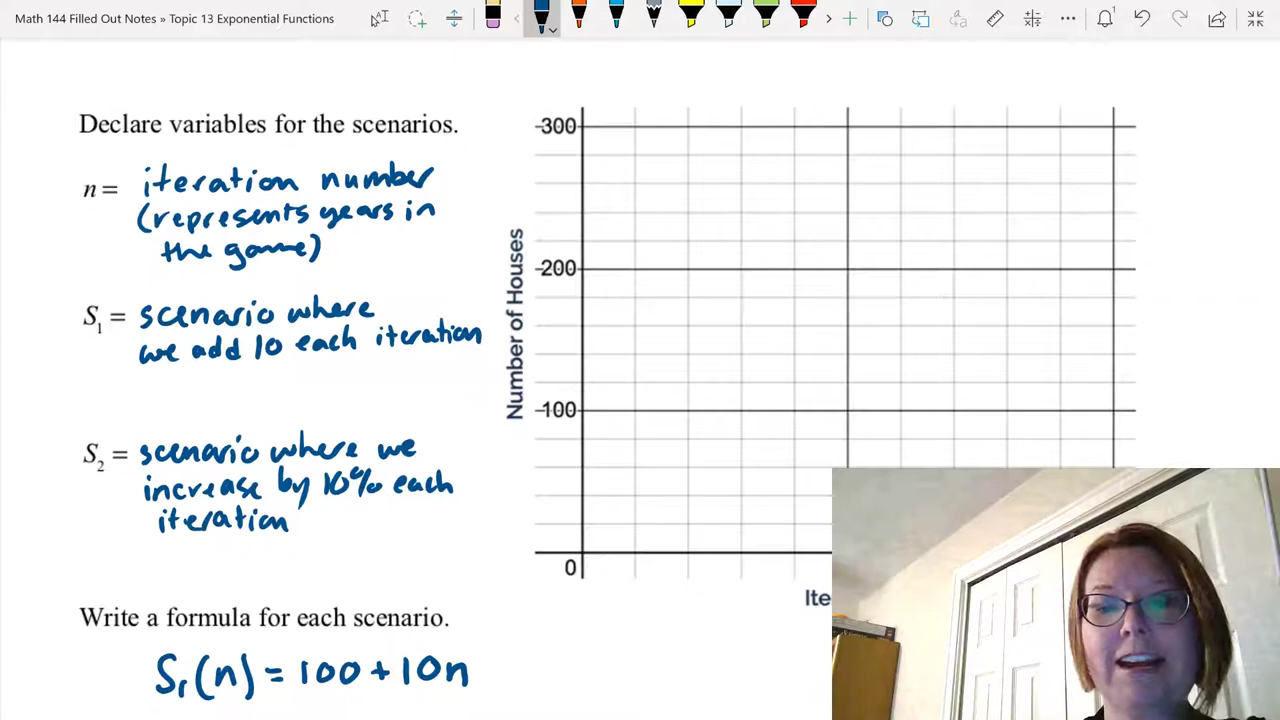 Math 144 Filled Out Notes » Topic 13 Exponential Functions
1
Declare variables for the scenarios.
n = iteration number
(represents years in
the game)
S1 = scenario where
we add 10 each iteration
S2 = scenario where we
increase by 10% each
iteration
Write a formula for each scenario.
S1(n) = 100 + 10n
300
200
100
0
Number of Houses
Ite